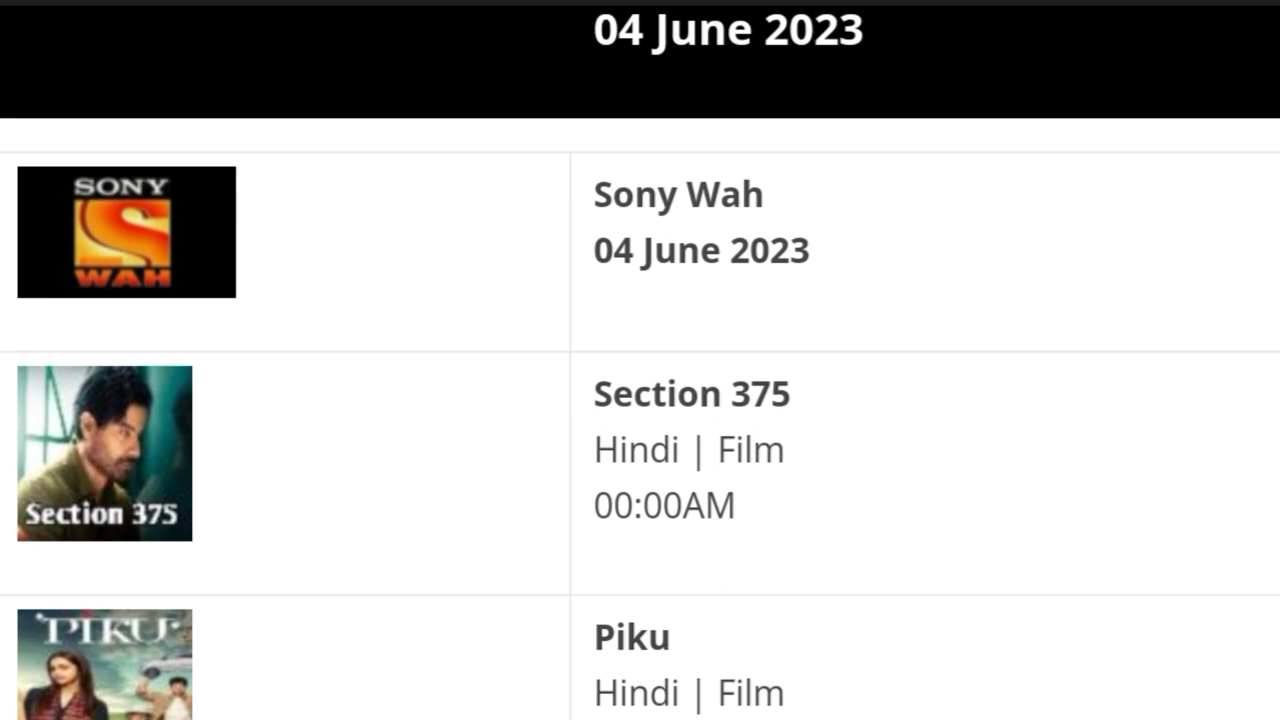 04 June 2023
SONY
S
WAH
Sony Wah
04 June 2023
Section 375
Section 375
Hindi | Film
00:00AM
PIKU
Piku
Hindi | Film